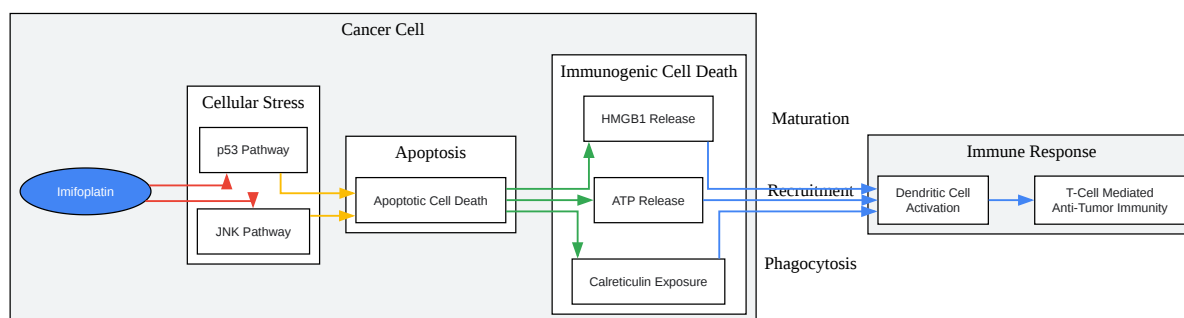 Cancer Cell
Imifoplatin
Cellular Stress
p53 Pathway
JNK Pathway
Apoptosis
Apoptotic Cell Death
Immunogenic Cell Death
HMGB1 Release
ATP Release
Calreticulin Exposure
Maturation
Recruitment
Phagocytosis
Immune Response
Dendritic Cell
Activation
T-Cell Mediated
Anti-Tumor Immunity